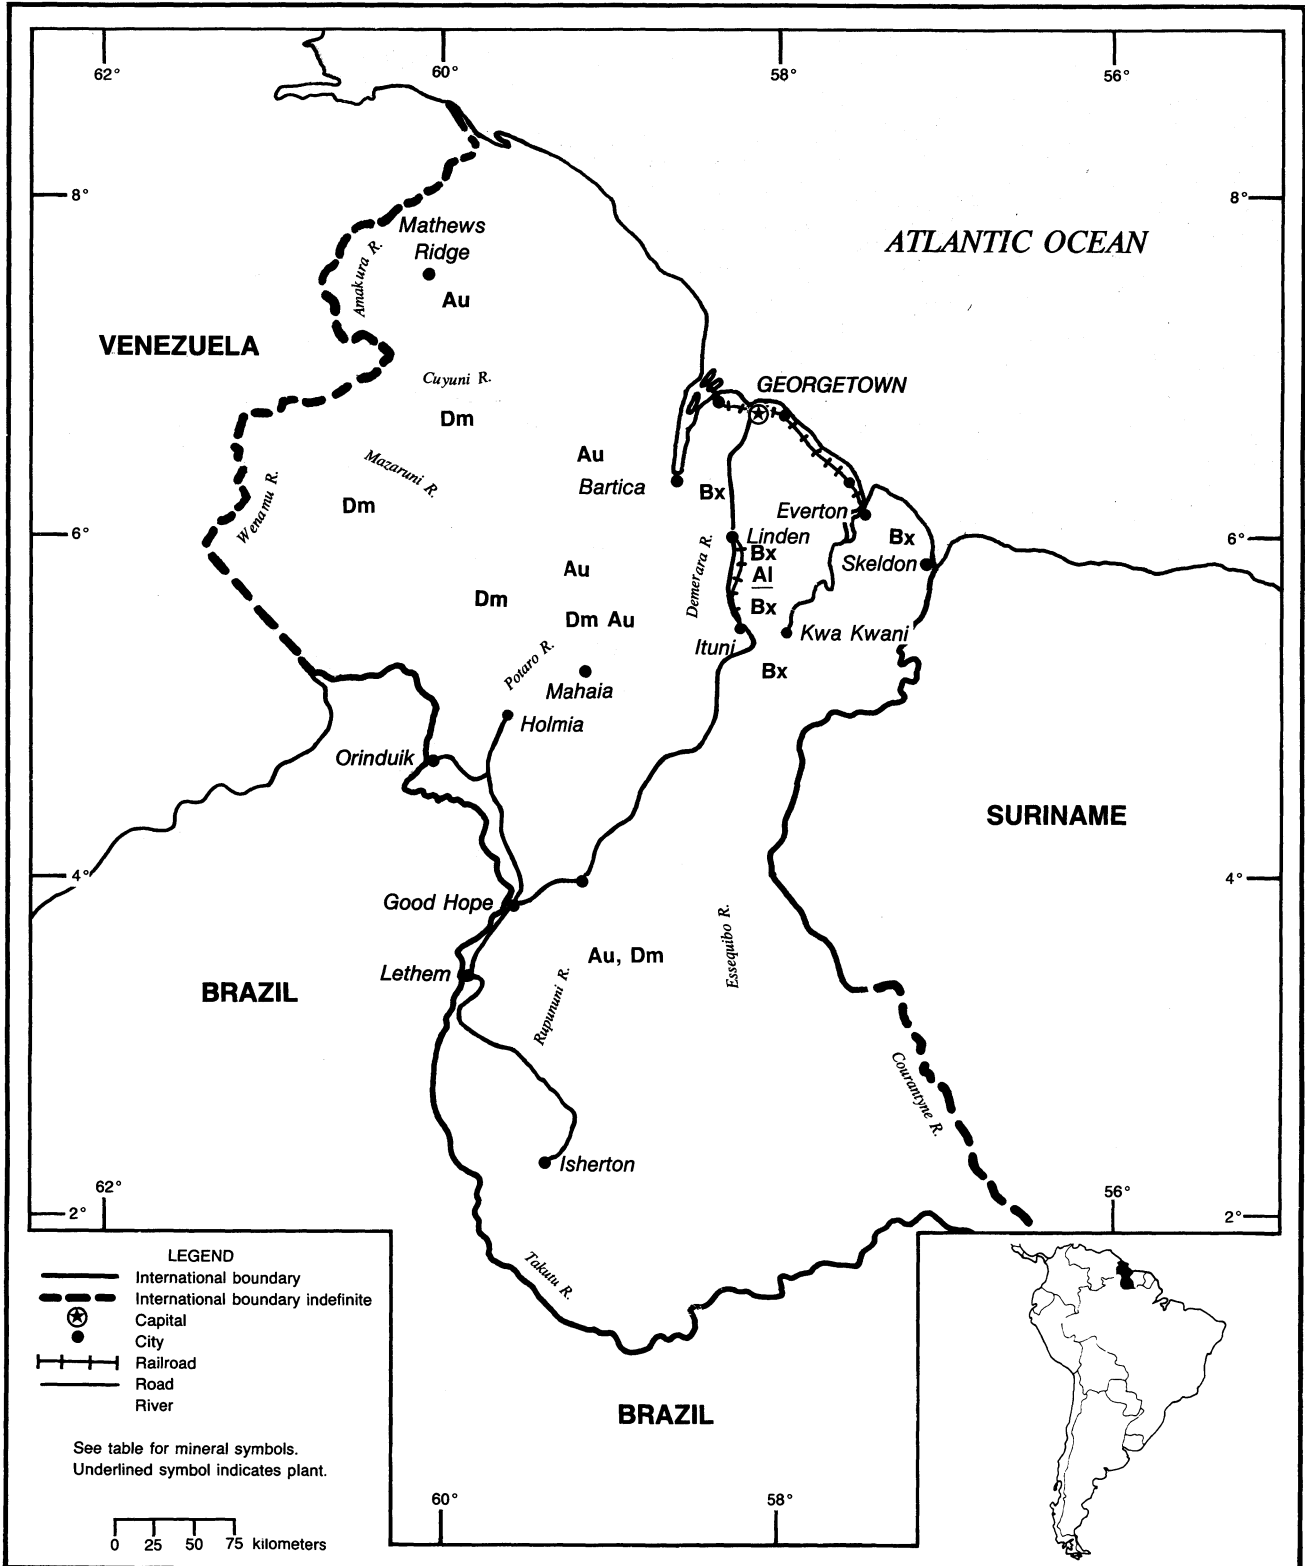 62°
60°
58°
56°
8°
8°
Mathews
Ridge
ATLANTIC OCEAN
Amakura R.
Au
VENEZUELA
Cuyuni R.
GEORGETOWN
Dm
Au
Mazaruni R.
Bartica
Bx
Wenamu R.
Dm
Everton
6°
Linden
Bx
6°
Demerara R.
Bx
Skeldon
Au
Al
Dm
Bx
Dm Au
Kwa Kwani
Ituni
Potaro R.
Bx
Mahaia
Holmia
Orinduik
SURINAME
4°
4°
Good Hope
Essequibo R.
Au, Dm
Lethem
BRAZIL
Rupununi R.
Courantyne R.
Isherton
62°
56°
2°
2°
Takutu R.
LEGEND
International boundary
International boundary indefinite
Capital
City
Railroad
Road
River
BRAZIL
See table for mineral symbols.
Underlined symbol indicates plant.
60°
58°
0 25 50 75 kilometers